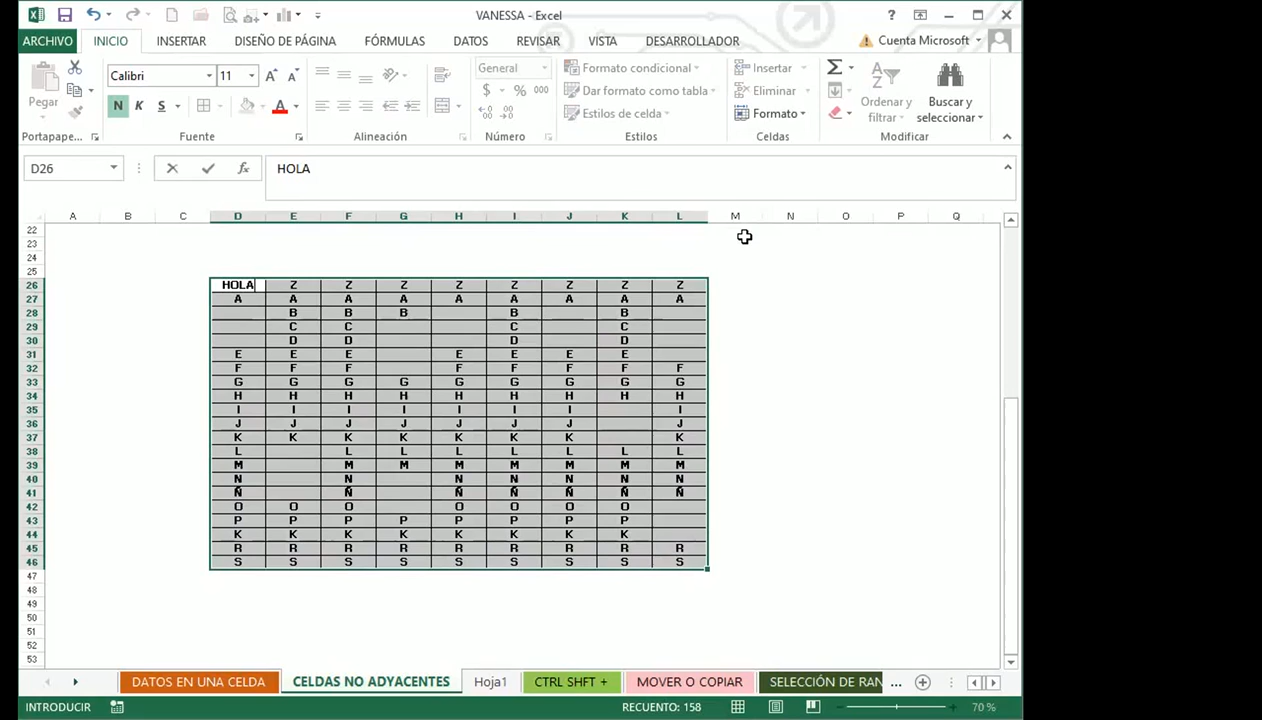 VANESSA - Excel
ARCHIVO INICIO INSERTAR DISEÑO DE PÁGINA FÓRMULAS DATOS REVISAR VISTA DESARROLLADOR Cuenta Microsoft
Pegar Calibri 11 General Formato condicional Insertar Ordenar y filtrar Buscar y seleccionar
N K S $ % 000 Dar formato como tabla Eliminar
Estilos de celda Formato
Portapape... Fuente Alineación Número Estilos Celdas Modificar
D26 fx HOLA
A B C D E F G H I J K L M N O P Q
22
23
24
25
26 HOLA Z Z Z Z Z Z Z Z
27 A A A A A A A A A
28 B B B B B
29 C C C C
30 D D D D
31 E E E E E E E
32 F F F F F F F F
33 G G G G G G G G G
34 H H H H H H H H H
35 I I I I I I I I
36 J J J J J J J J
37 K K K K K K K K
38 L L L L L L L L
39 M M M M M M M M
40 N N N N N N N
41 Ñ Ñ Ñ Ñ Ñ Ñ Ñ
42 O O O O O O O
43 P P P P P P P P
44 K K K K K K K K
45 R R R R R R R R R
46 S S S S S S S S S
47
48
49
50
51
52
53
DATOS EN UNA CELDA CELDAS NO ADYACENTES Hoja1 CTRL SHFT + MOVER O COPIAR SELECCIÓN DE RAN ...
INTRODUCIR RECUENTO: 158 70 %